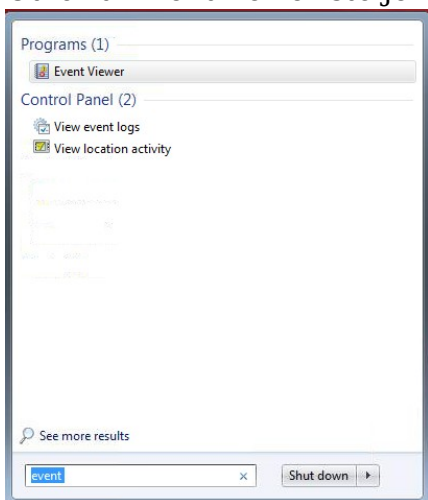 Programs (1)
Event Viewer
Control Panel (2)
View event logs
View location activity
See more results
event
Shut down